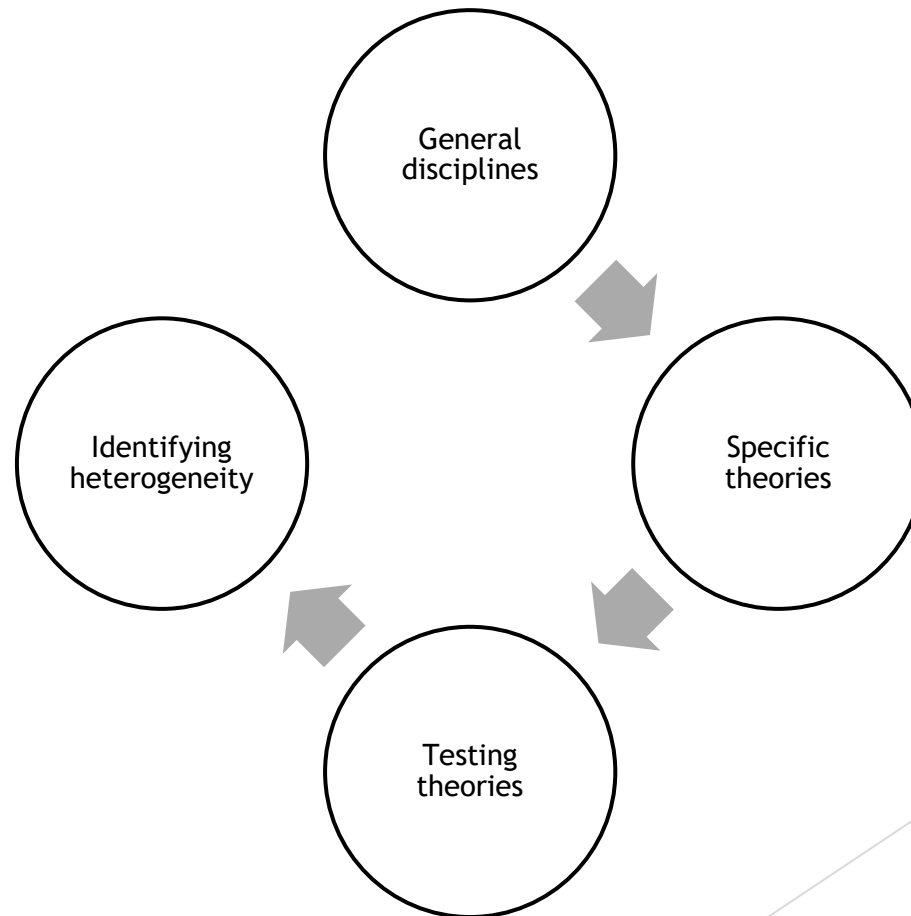 General
disciplines
Specific
theories
Testing
theories
Identifying
heterogeneity